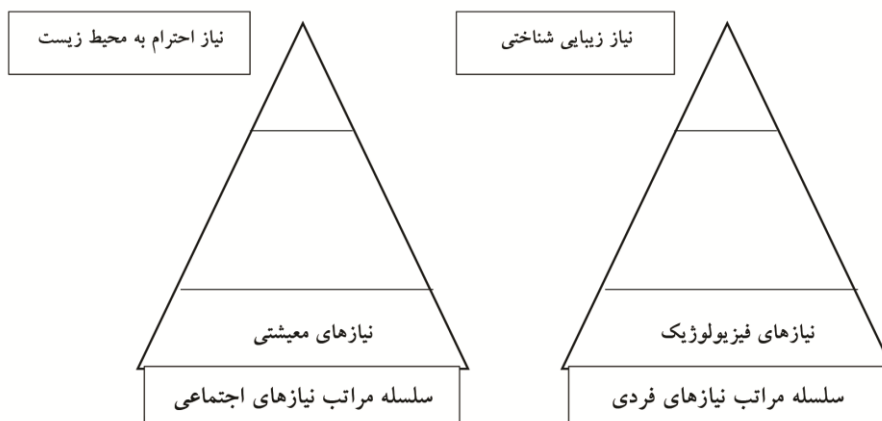 نیاز زیبایی شناختی
نیاز احترام به محیط زیست
نیازهای فیزیولوژیک
نیازهای معیشتی
سلسله مراتب نیازهای فردی
سلسله مراتب نیازهای اجتماعی